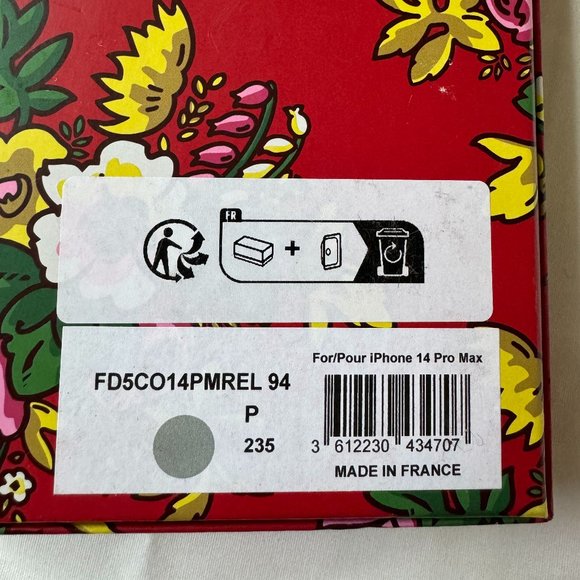 FR
+
For/Pour iPhone 14 Pro Max
FD5CO14PMREL 94
P
235
3 612230 434707
MADE IN FRANCE